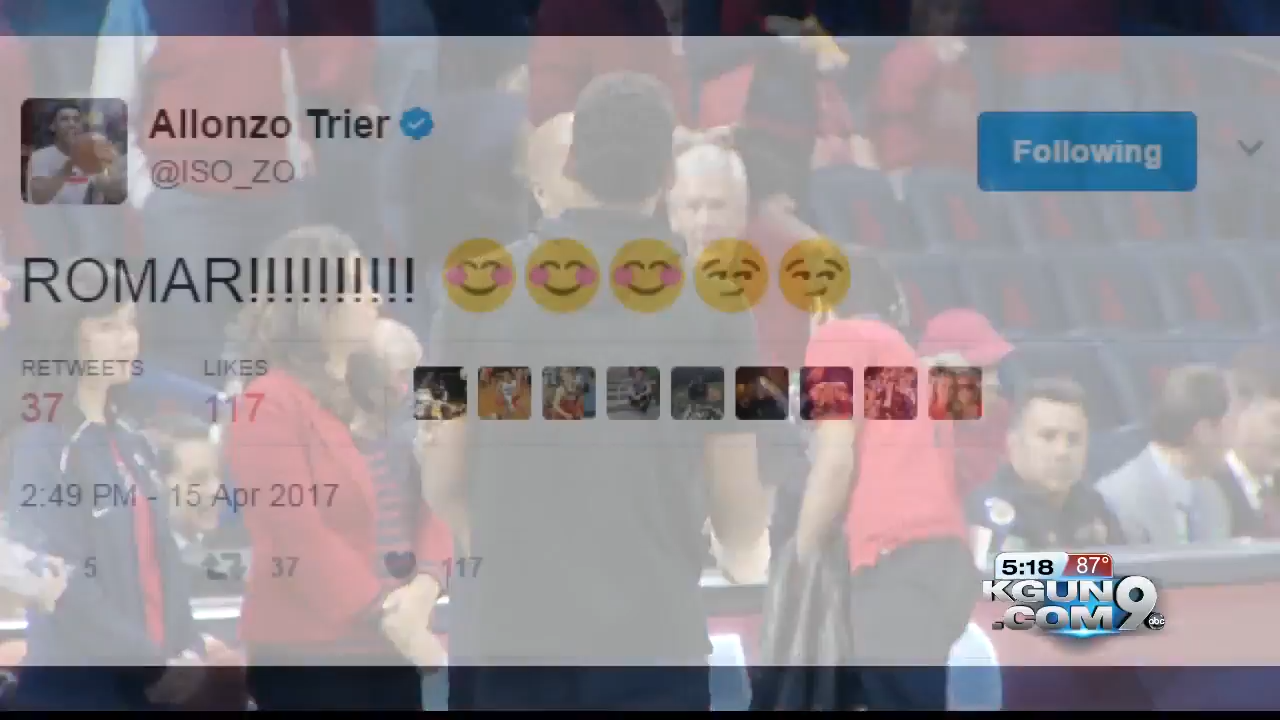 Allonzo Trier
@ISO_ZO
Following
ROMAR!!!!!!!!!!
RETWEETS
LIKES
37
117
2:49 PM - 15 Apr 2017
5
37
117
5:18 87°
KGUN9
.COM
abc